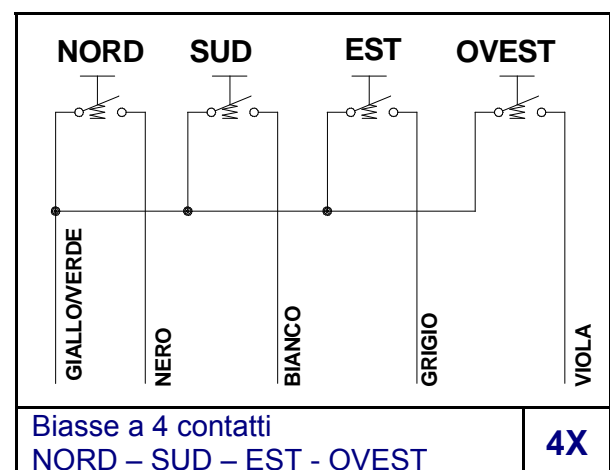 NORD SUD EST OVEST
GIALLO/VERDE
NERO
BIANCO
GRIGIO
VIOLA
Biasse a 4 contatti
NORD – SUD – EST - OVEST
4X